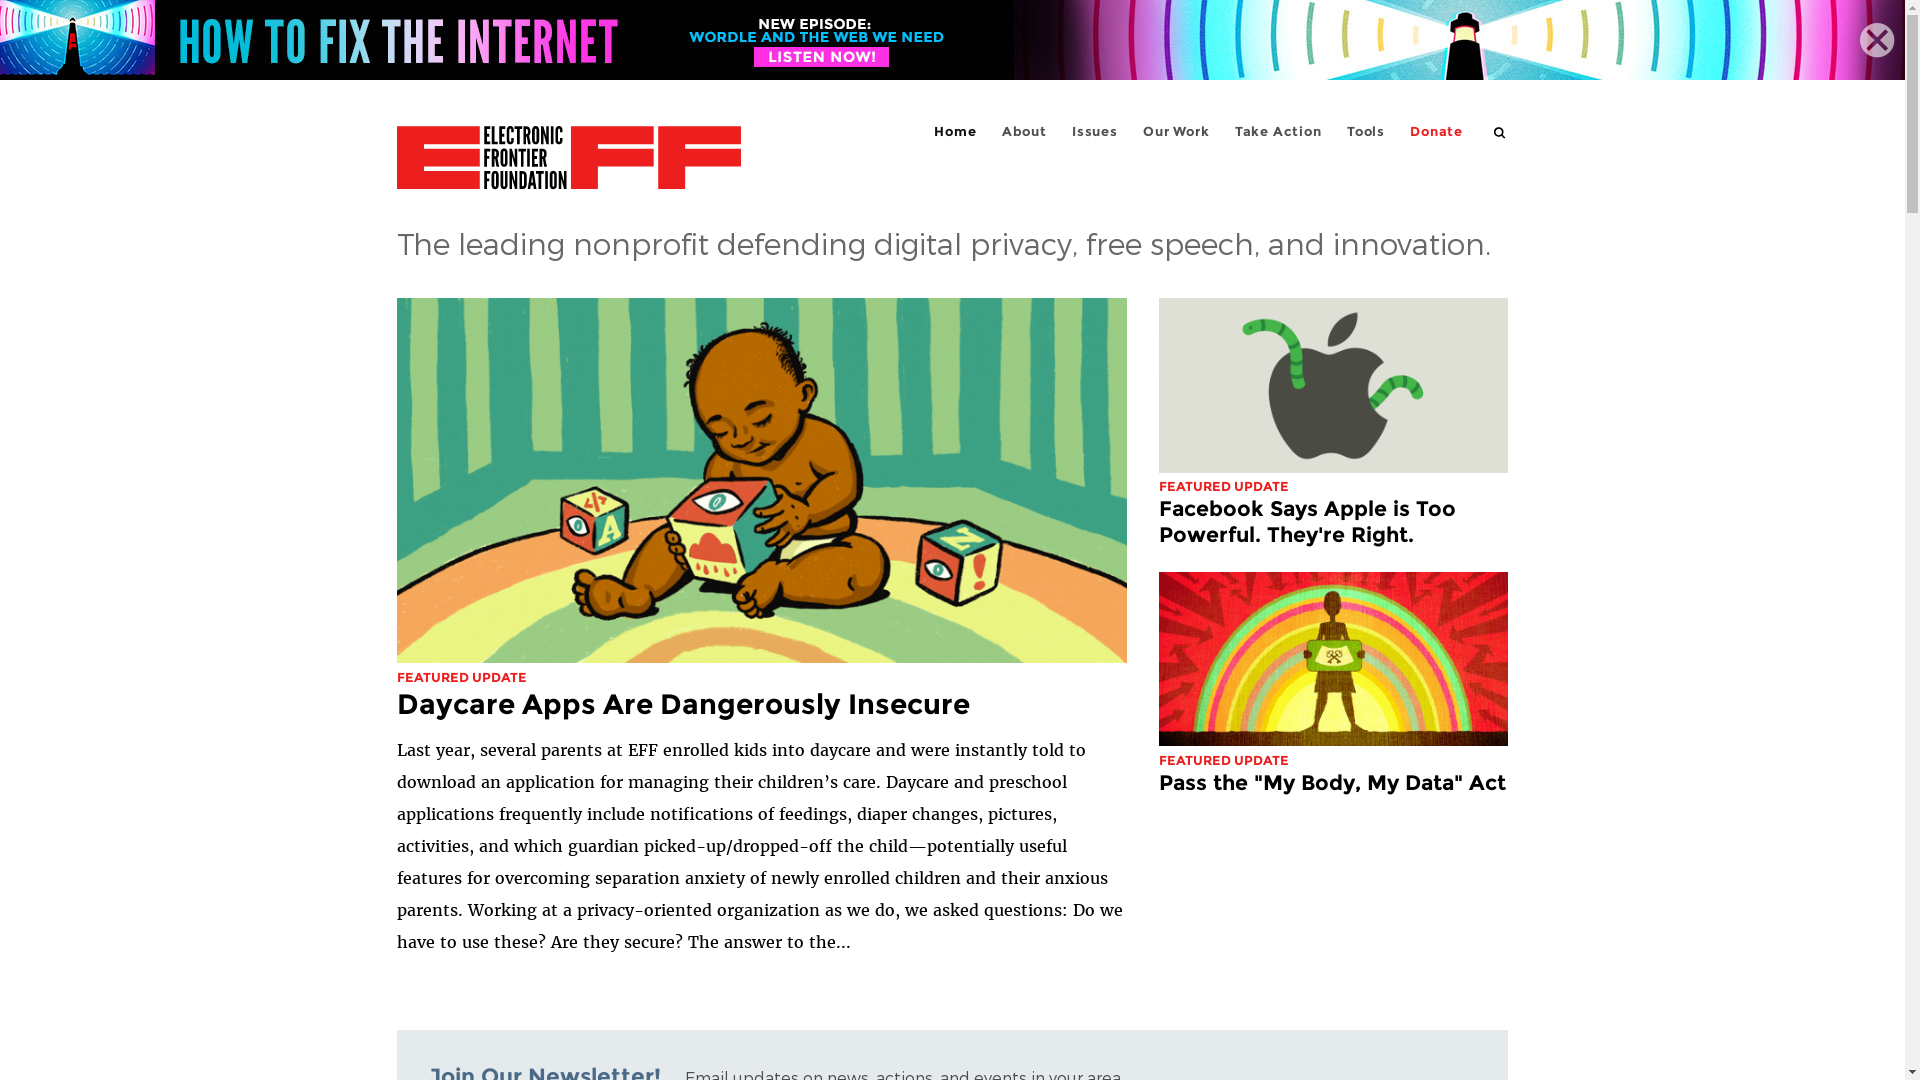 HOW TO FIX THE INTERNET
NEW EPISODE:
WORDLE AND THE WEB WE NEED
LISTEN NOW!
ELECTRONIC
FRONTIER
FOUNDATION
EFF
Home About Issues Our Work Take Action Tools Donate
The leading nonprofit defending digital privacy, free speech, and innovation.
</> A
Z !
FEATURED UPDATE
Daycare Apps Are Dangerously Insecure
Last year, several parents at EFF enrolled kids into daycare and were instantly told to
download an application for managing their children’s care. Daycare and preschool
applications frequently include notifications of feedings, diaper changes, pictures,
activities, and which guardian picked-up/dropped-off the child—potentially useful
features for overcoming separation anxiety of newly enrolled children and their anxious
parents. Working at a privacy-oriented organization as we do, we asked questions: Do we
have to use these? Are they secure? The answer to the...
FEATURED UPDATE
Facebook Says Apple is Too
Powerful. They're Right.
FEATURED UPDATE
Pass the "My Body, My Data" Act
Join Our Newsletter! Email updates on news, actions, and events in your area.